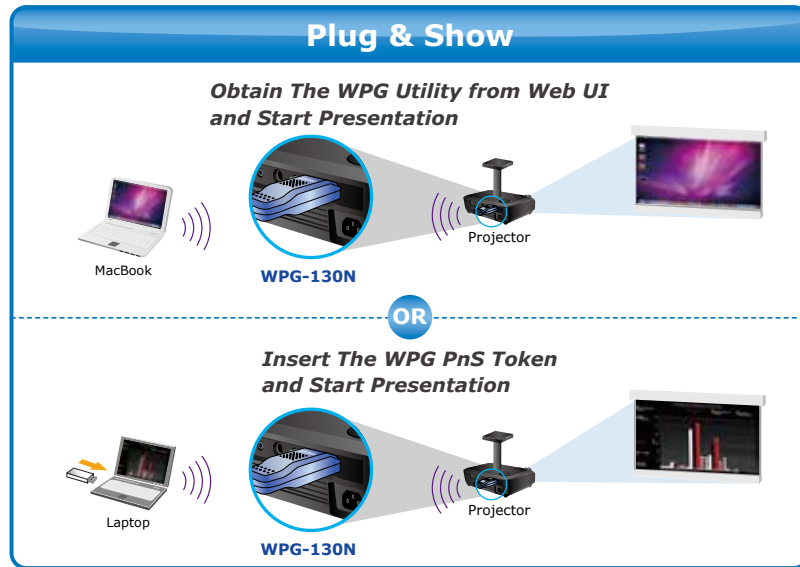 Plug & Show
Obtain The WPG Utility from Web UI
and Start Presentation
MacBook
WPG-130N
Projector
OR
Insert The WPG PnS Token
and Start Presentation
Laptop
WPG-130N
Projector